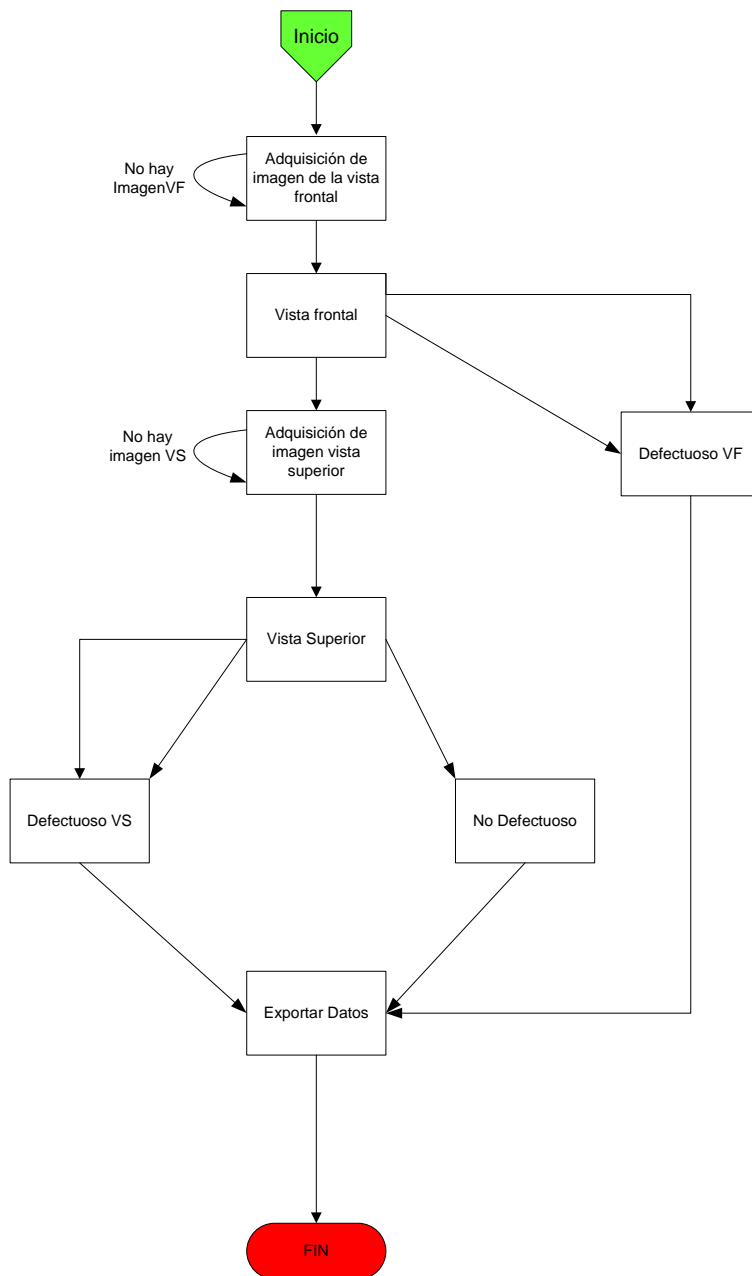 Inicio
Adquisición de
imagen de la vista
frontal
No hay
ImagenVF
Vista frontal
Adquisición de
imagen vista
superior
No hay
imagen VS
Defectuoso VF
Vista Superior
Defectuoso VS
No Defectuoso
Exportar Datos
FIN